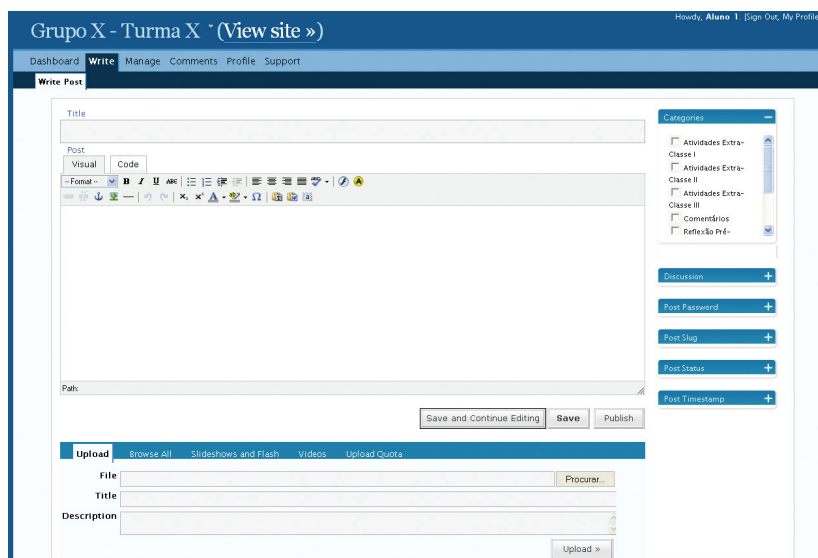 Howdy, Aluno 1. [Sign Out, My Profile
Grupo X - Turma X (View site »)
Dashboard Write Manage Comments Profile Support
Write Post
Title
Post
Visual Code
-- Format -- B I U ABC
Path:
Save and Continue Editing Save Publish
Upload Browse All Slideshows and Flash Videos Upload Quota
File Procurar...
Title
Description
Upload »
Categories
Atividades Extra-
Classe I
Atividades Extra-
Classe II
Atividades Extra-
Classe III
Comentários
Reflexão Pré-
Discussion
Post Password
Post Slug
Post Status
Post Timestamp